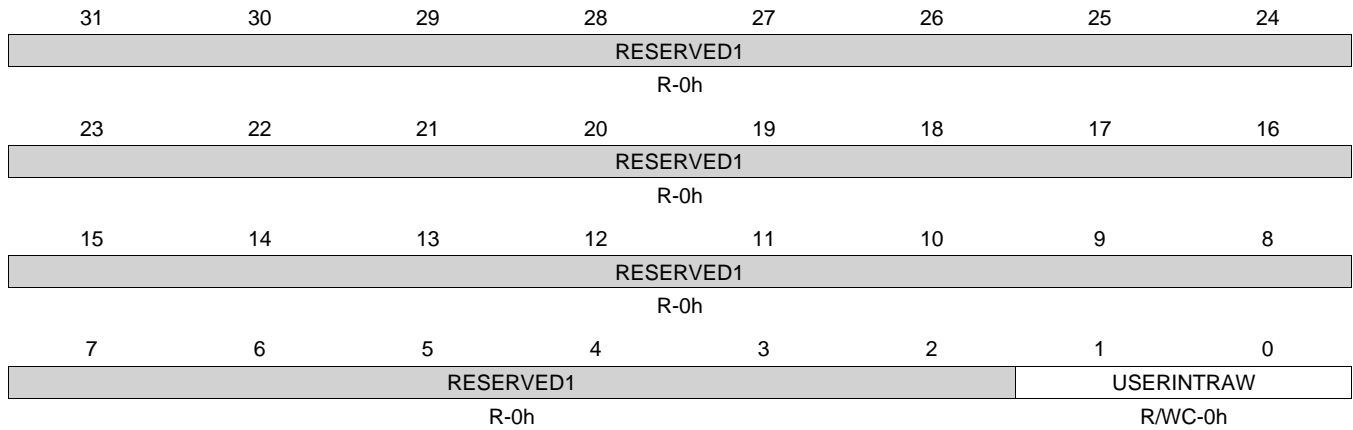 31 30 29 28 27 26 25 24
RESERVED1
R-0h
23 22 21 20 19 18 17 16
RESERVED1
R-0h
15 14 13 12 11 10 9 8
RESERVED1
R-0h
7 6 5 4 3 2 1 0
RESERVED1 USERINTRAW
R-0h R/WC-0h